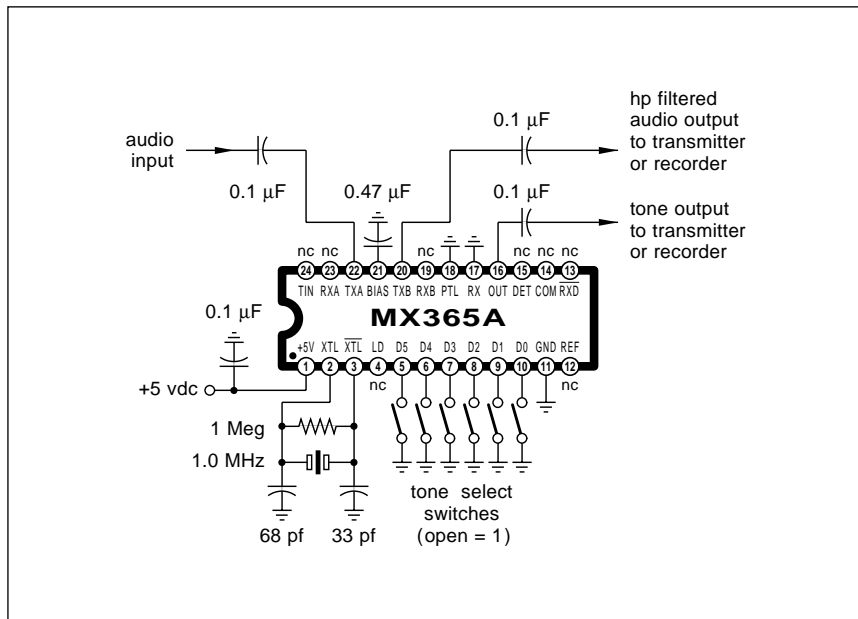 hp filtered
audio output
to transmitter
or recorder
0.1 µF
audio
input
0.1 µF
0.47 µF
0.1 µF
tone output
to transmitter
or recorder
nc nc nc nc nc nc
24 23 22 21 20 19 18 17 16 15 14 13
TIN RXA TXA BIAS TXB RXB PTL RX OUT DET COM RXD
0.1 µF
MX365A
+5V XTL XTL LD D5 D4 D3 D2 D1 D0 GND REF
1 2 3 4 5 6 7 8 9 10 11 12
+5 vdc
nc nc
1 Meg
1.0 MHz
68 pf 33 pf
tone select
switches
(open = 1)